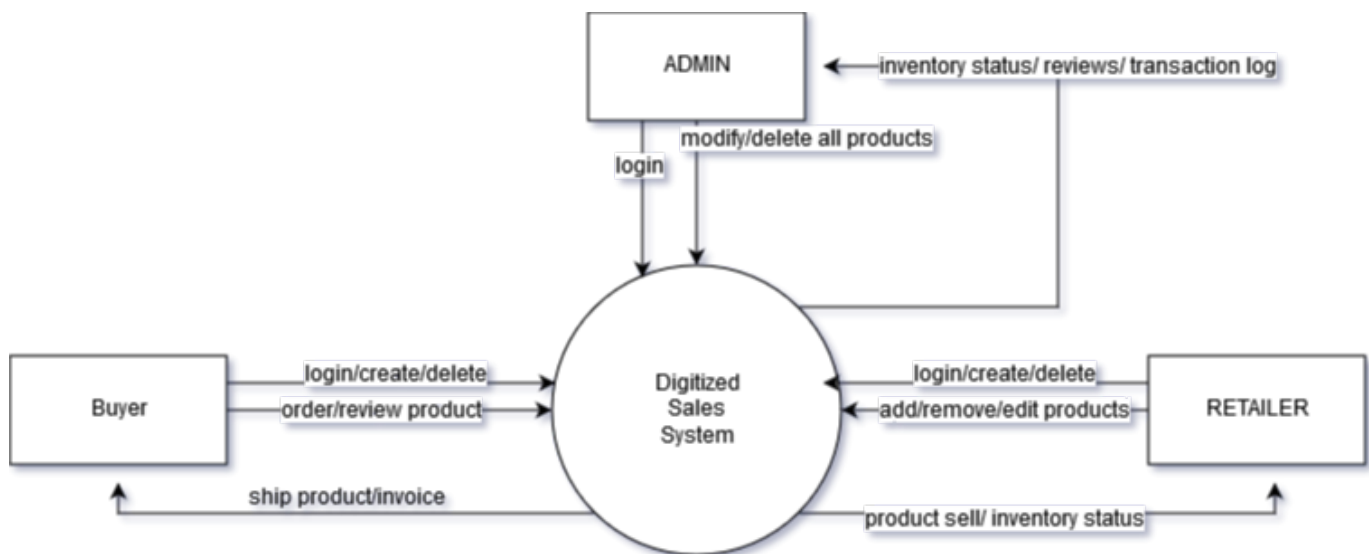 ADMIN
inventory status/ reviews/ transaction log
modify/delete all products
login
login/create/delete
order/review product
Buyer
Digitized
Sales
System
login/create/delete
add/remove/edit products
RETAILER
ship product/invoice
product sell/ inventory status